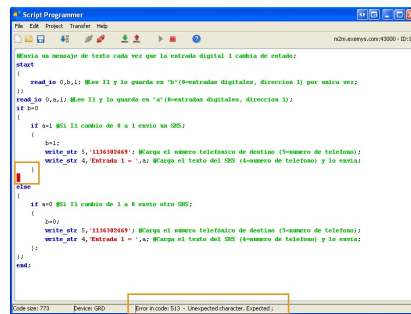 Script Programmer
File Edit Project Transfer Help
m2m.exemys.com:43000 - ID:1
@Envia un mensaje de texto cada vez que la entrada digital 1 cambia de estado;
start
{
read_io 0,b,1; @Lee I1 y lo guarda en "b"(0=entradas digitales, direccion 1) por unica vez;
};
read_io 0,a,1; @Lee I1 y lo guarda en "a"(0=entradas digitales, direccion 1);
if b=0
{
if a=1 @Si I1 cambio de 0 a 1 envio un SMS;
{
b=1;
write_str 5,'1136302469'; @Carga el número telefónico de destino (5=numero de telefono);
write_str 4,'Entrada 1 = ',a; @Carga el texto del SMS (4=numero de telefono) y lo envia;
}
else
{
if a=0 @Si I1 cambio de 1 a 0 envio otro SMS;
{
b=0;
write_str 5,'1136302469'; @Carga el número telefónico de destino (5=numero de telefono);
write_str 4,'Entrada 1 = ',a; @Carga el texto del SMS (4=numero de telefono) y lo envia;
};
};
end;
Code size: 773 Device: GRD Error in code: 513 - Unexpected character. Expected ;